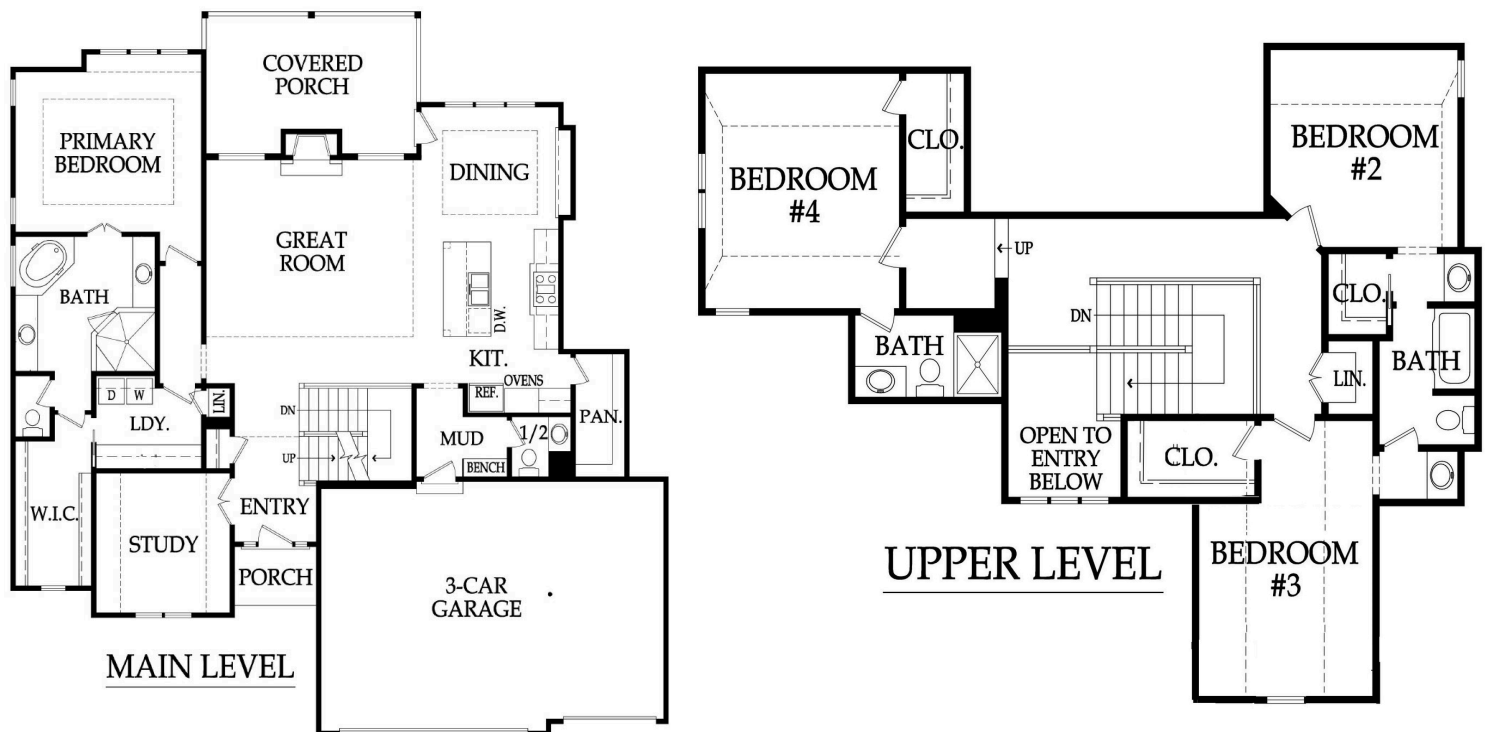 COVERED
PORCH
PRIMARY
BEDROOM
DINING
GREAT
ROOM
BATH
D.W.
KIT.
OVENS
REF.
D W
LIN.
LDY.
DN
UP
MUD
BENCH
1/2
PAN.
W.I.C.
STUDY
ENTRY
PORCH
3-CAR
GARAGE
MAIN LEVEL
BEDROOM
#4
CLO.
BEDROOM
#2
UP
DN
CLO.
BATH
BATH
LIN.
OPEN TO
ENTRY
BELOW
CLO.
BEDROOM
#3
UPPER LEVEL